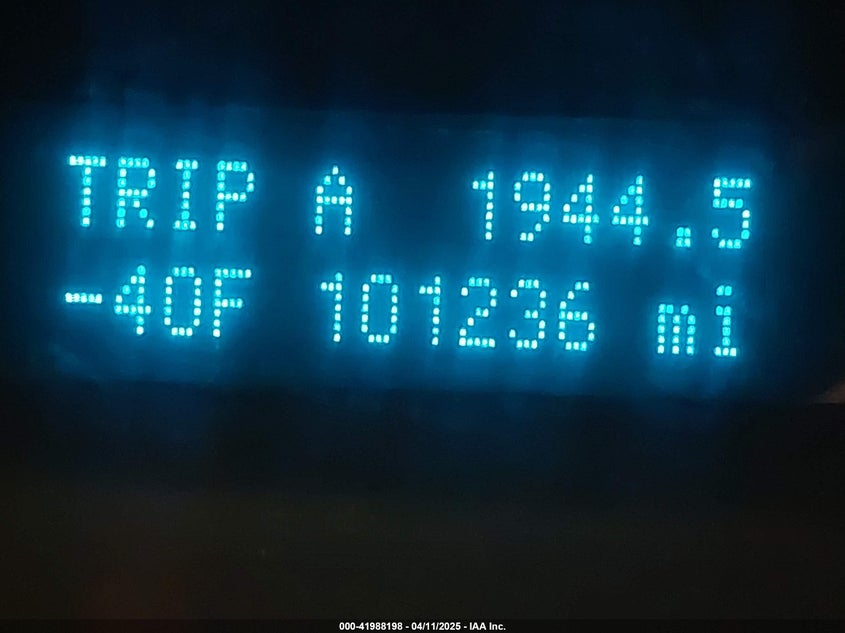 TRIP A 1944.5
-40F 101236 mi
000-41988198 - 04/11/2025 - IAA Inc.